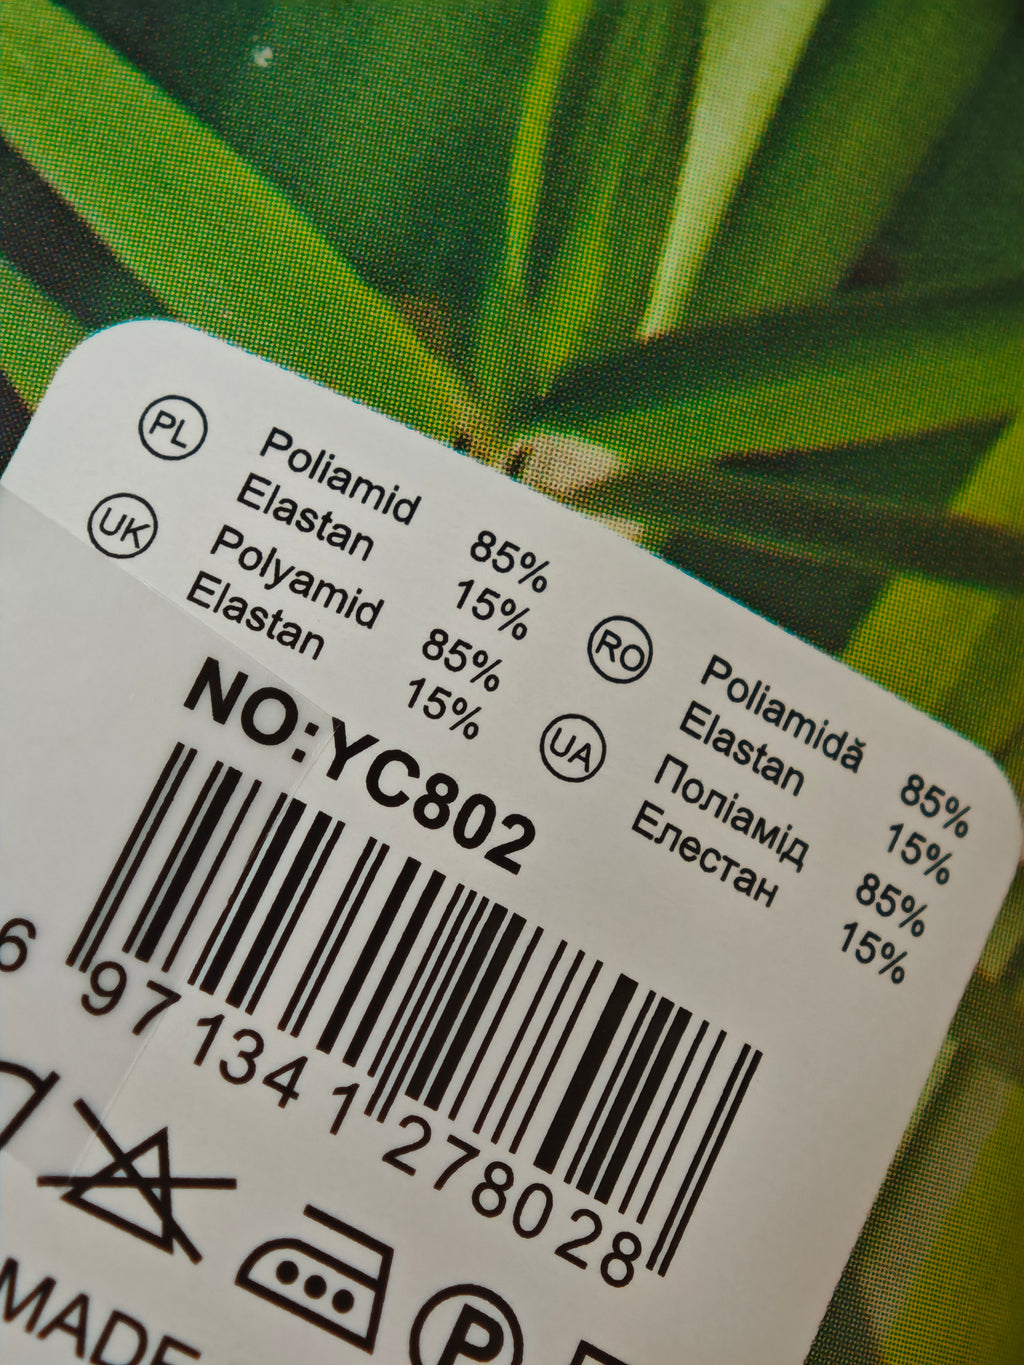 PL Poliamid 85%
Elastan 15%
UK Polyamid 85%
Elastan 15%
RO Poliamidă 85%
Elastan 15%
UA Поліамід 85%
Елестан 15%
NO:YC802
6 971341 278028
P
MADE